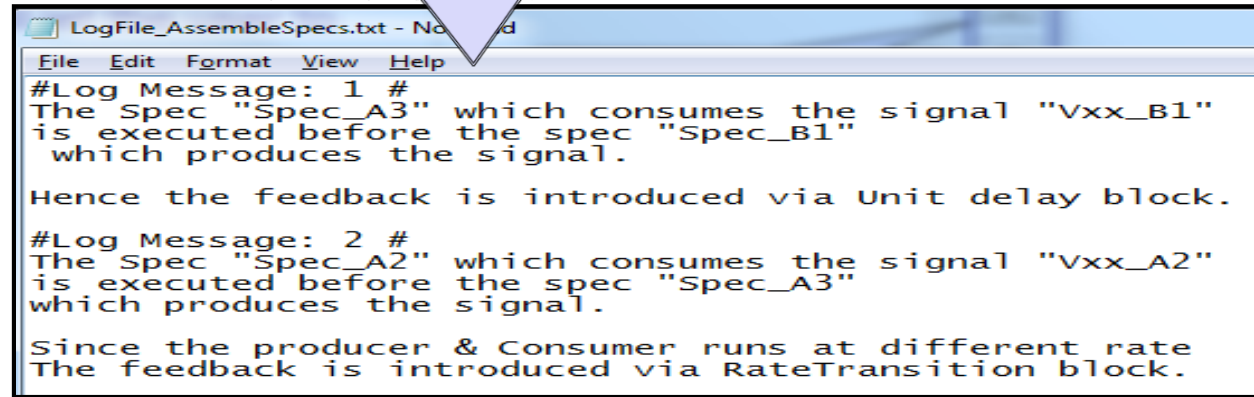 LogFile_AssembleSpecs.txt -
File Edit Format View Help
#Log Message: 1 #
The Spec "Spec_A3" which consumes the signal "Vxx_B1"
is executed before the spec "Spec_B1"
which produces the signal.
Hence the feedback is introduced via Unit delay block.
#Log Message: 2 #
The Spec "Spec_A2" which consumes the signal "Vxx_A2"
is executed before the spec "Spec_A3"
which produces the signal.
Since the producer & Consumer runs at different rate
The feedback is introduced via RateTransition block.